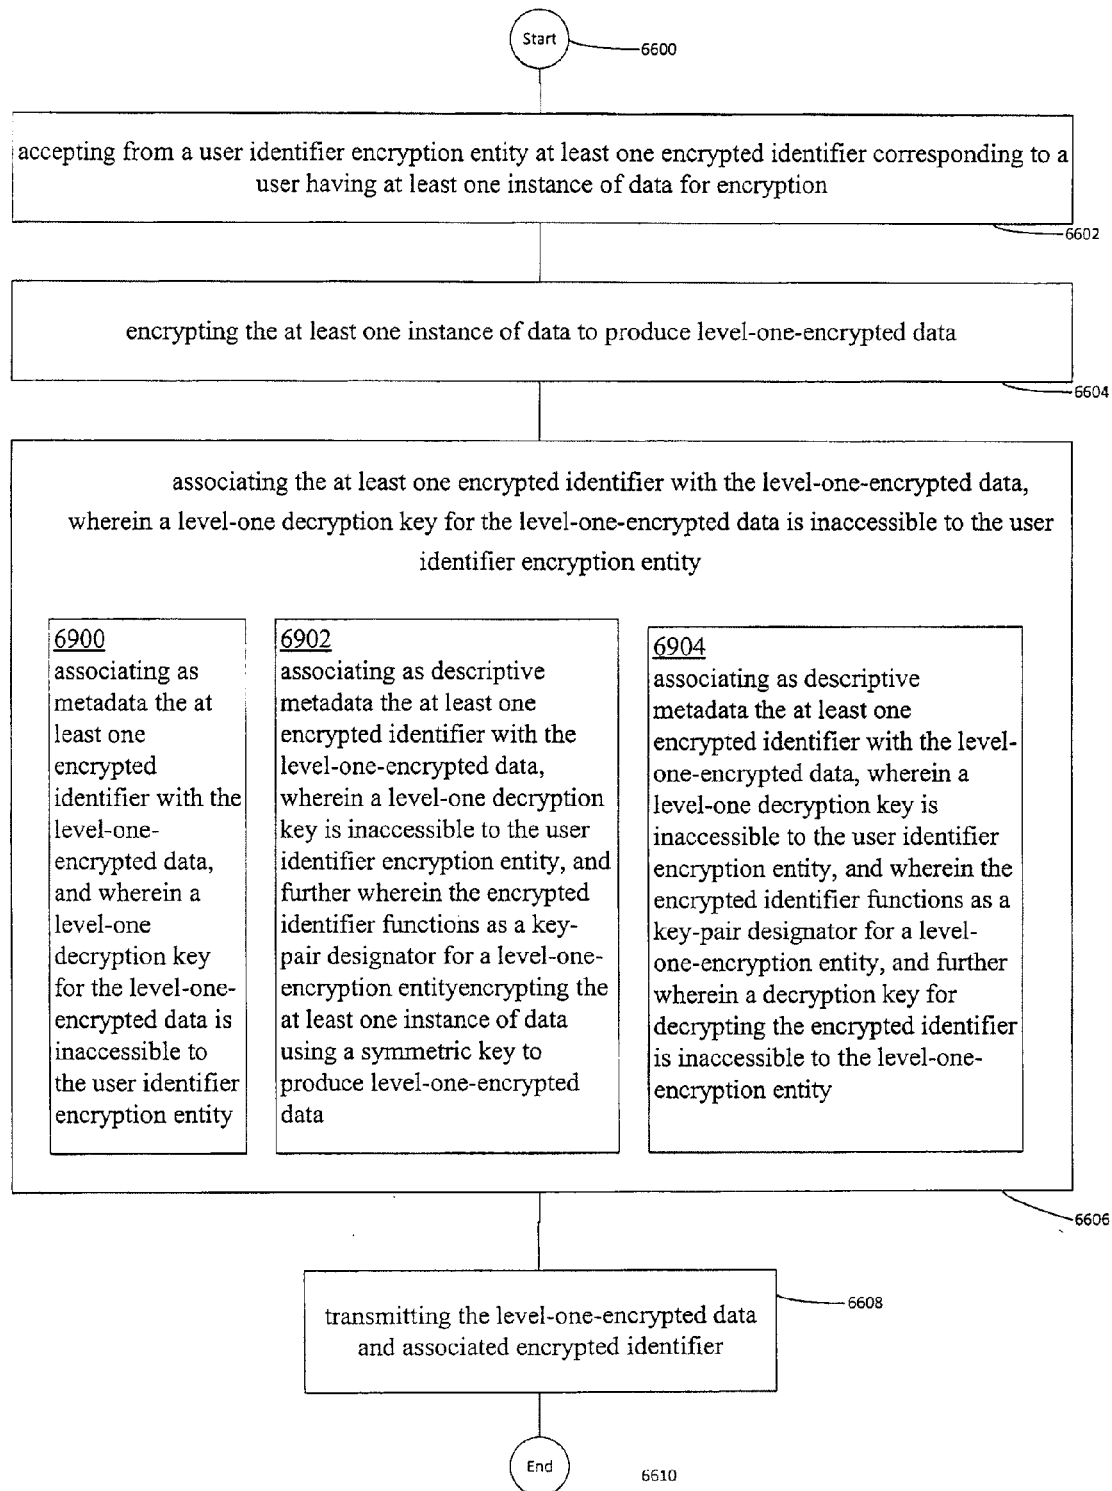 Start
6600
accepting from a user identifier encryption entity at least one encrypted identifier corresponding to a
user having at least one instance of data for encryption
6602
encrypting the at least one instance of data to produce level-one-encrypted data
6604
associating the at least one encrypted identifier with the level-one-encrypted data,
wherein a level-one decryption key for the level-one-encrypted data is inaccessible to the user
identifier encryption entity
6900
associating as
metadata the at
least one
encrypted
identifier with the
level-one-
encrypted data,
and wherein a
level-one
decryption key
for the level-one-
encrypted data is
inaccessible to
the user identifier
encryption entity
6902
associating as descriptive
metadata the at least one
encrypted identifier with the
level-one-encrypted data,
wherein a level-one decryption
key is inaccessible to the user
identifier encryption entity, and
further wherein the encrypted
identifier functions as a key-
pair designator for a level-one-
encryption entityencrypting the
at least one instance of data
using a symmetric key to
produce level-one-encrypted
data
6904
associating as descriptive
metadata the at least one
encrypted identifier with the level-
one-encrypted data, wherein a
level-one decryption key is
inaccessible to the user identifier
encryption entity, and wherein the
encrypted identifier functions as a
key-pair designator for a level-
one-encryption entity, and further
wherein a decryption key for
decrypting the encrypted identifier
is inaccessible to the level-one-
encryption entity
6606
transmitting the level-one-encrypted data
and associated encrypted identifier
6608
End
6610